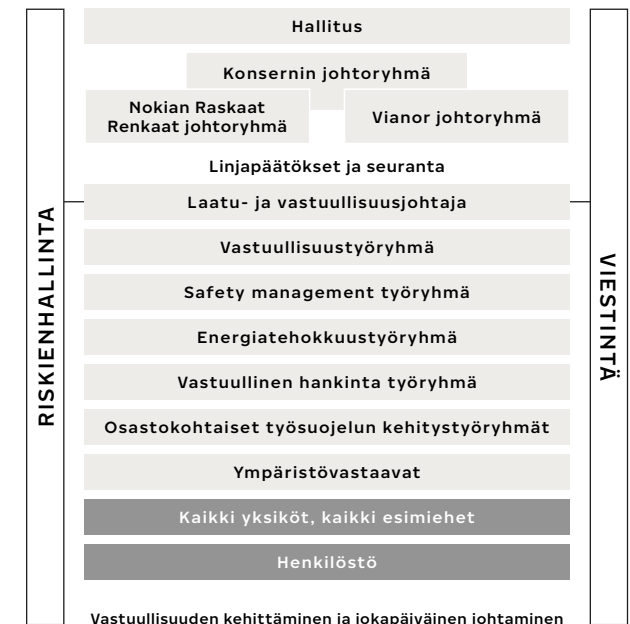 Hallitus
Konsernin johtoryhmä
Nokian Raskaat
Renkaat johtoryhmä
Vianor johtoryhmä
Linjapäätökset ja seuranta
Laatu- ja vastuullisuusjohtaja
Vastuullisuustyöryhmä
Safety management työryhmä
Energiatehokkuustyöryhmä
Vastuullinen hankinta työryhmä
Osastokohtaiset työsuojelun kehitystyöryhmät
Ympäristövastaavat
Kaikki yksiköt, kaikki esimiehet
Henkilöstö
Vastuullisuuden kehittäminen ja jokapäiväinen johtaminen
RISKIENHALLINTA
VIESTINTÄ